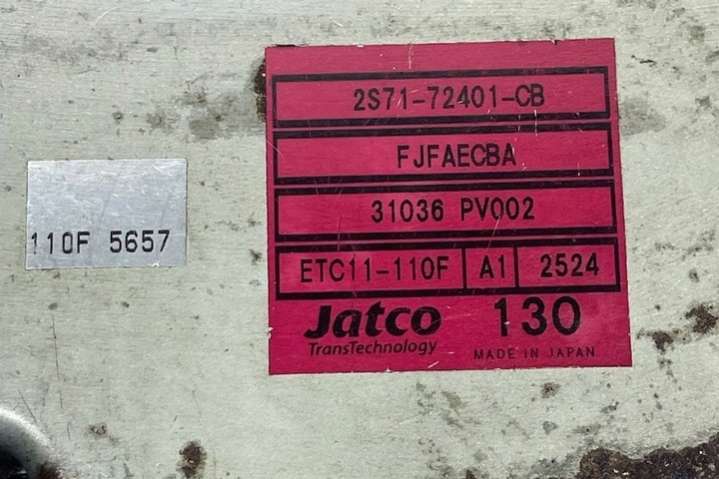 110F 5657
2S71-72401-CB
FJFAECBA
31036 PV002
ETC11-110F A1 2524
Jatco 130
TransTechnology MADE IN JAPAN